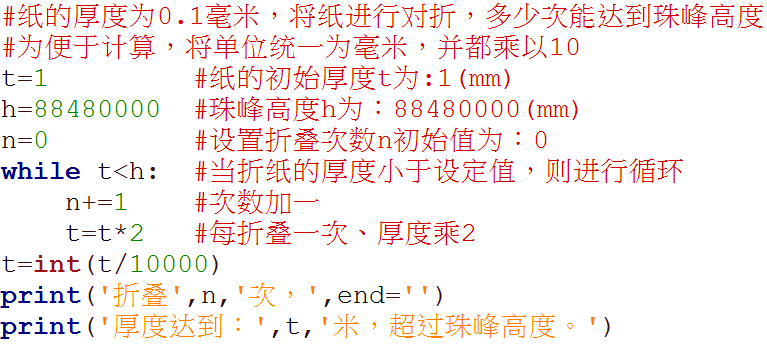 #纸的厚度为0.1毫米，将纸进行对折，多少次能达到珠峰高度
#为便于计算，将单位统一为毫米，并都乘以10
t=1 #纸的初始厚度t为:1(mm)
h=88480000 #珠峰高度h为：88480000(mm)
n=0 #设置折叠次数n初始值为：0
while t<h: #当折纸的厚度小于设定值，则进行循环
    n+=1 #次数加一
    t=t*2 #每折叠一次、厚度乘2
t=int(t/10000)
print('折叠',n,'次，',end='')
print('厚度达到：',t,'米，超过珠峰高度。')